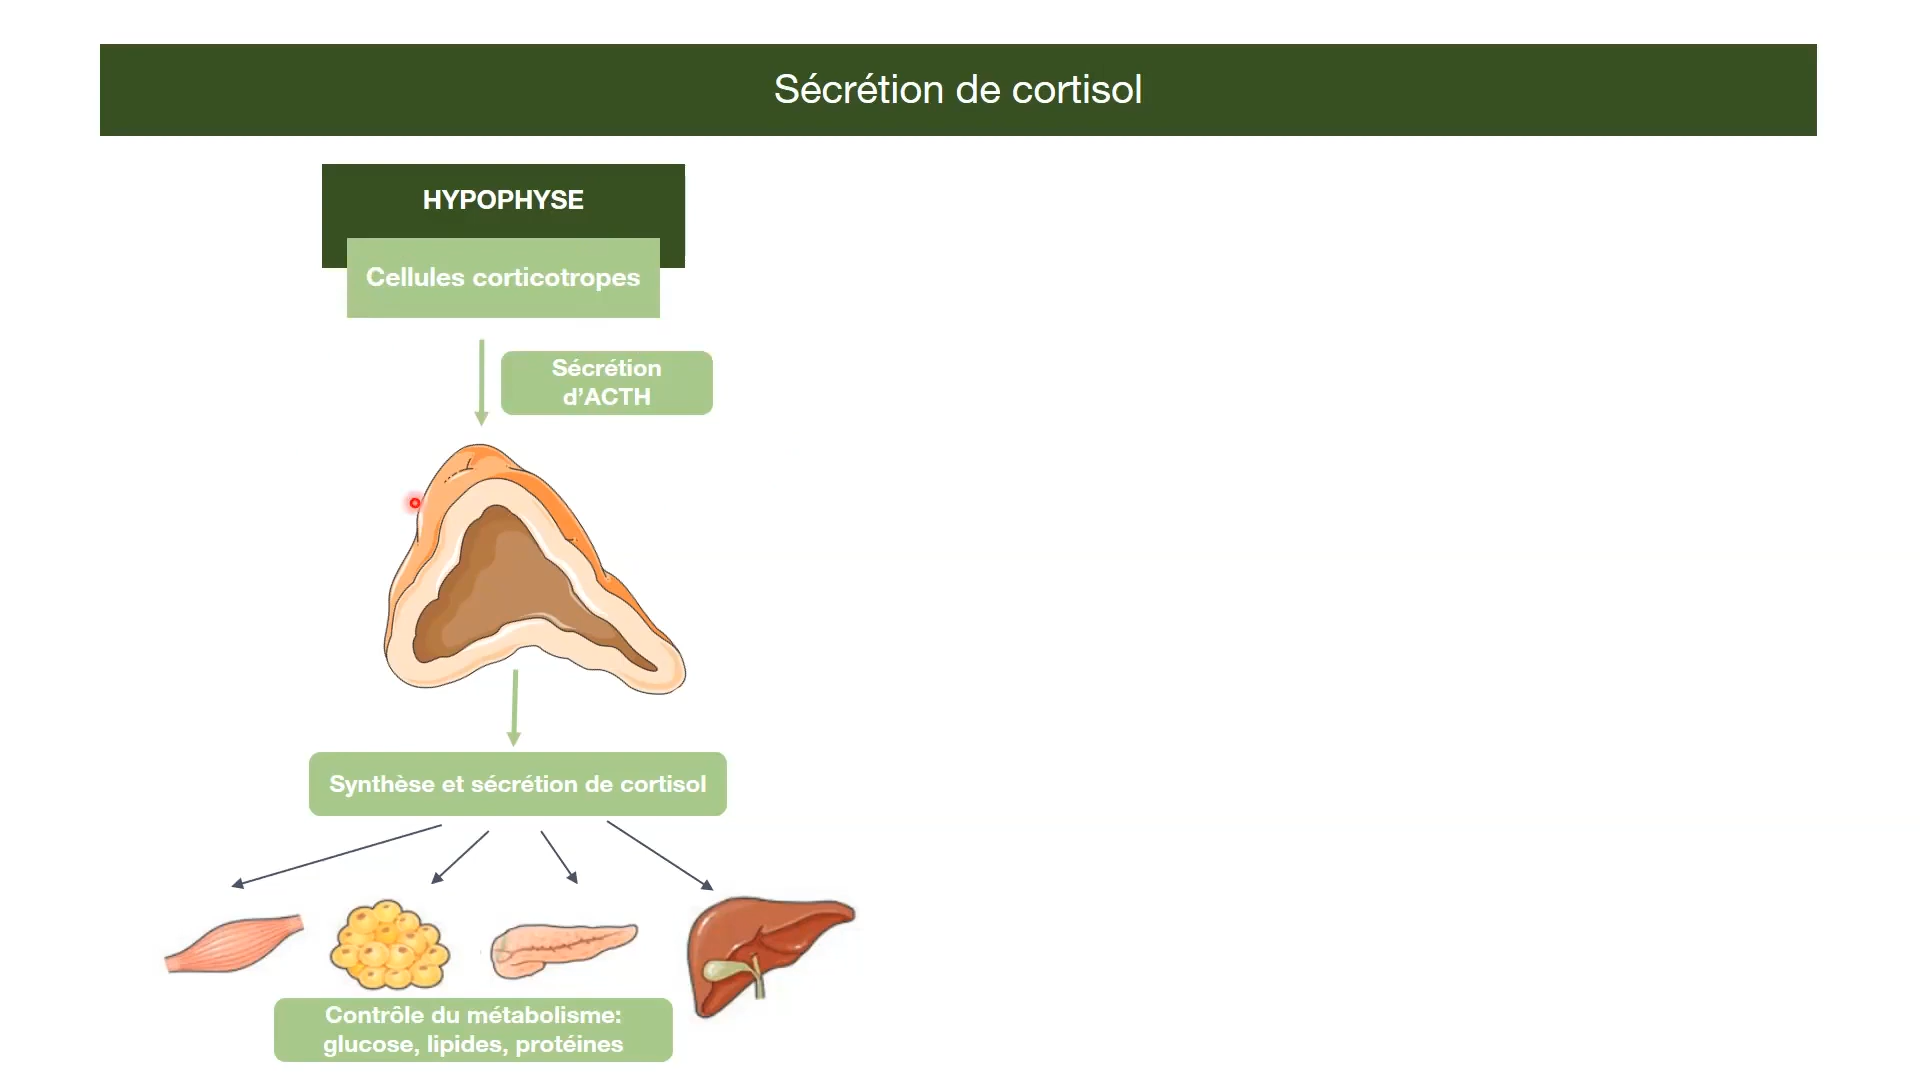 Sécrétion de cortisol
HYPOPHYSE
Cellules corticotropes
Sécrétion
d’ACTH
Synthèse et sécrétion de cortisol
Contrôle du métabolisme:
glucose, lipides, protéines